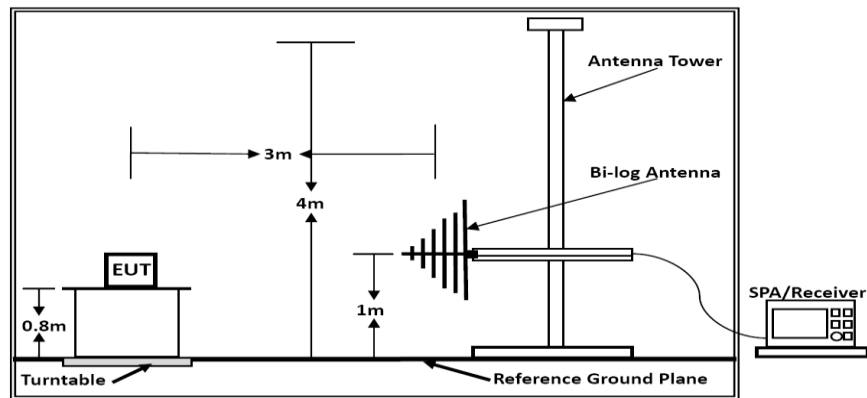 Antenna Tower
3m
Bi-log Antenna
4m
EUT
SPA/Receiver
0.8m
1m
Turntable
Reference Ground Plane